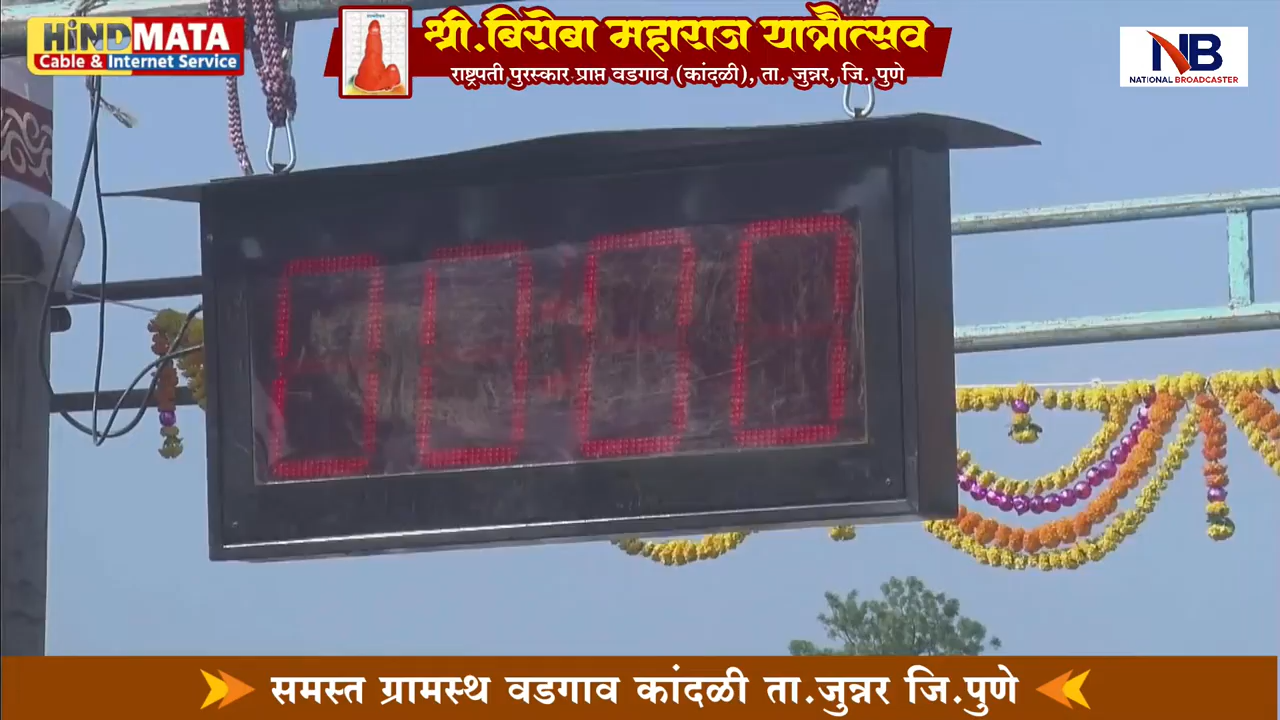 HiNDMATA
Cable & Internet Service
श्री.बिरोबा महाराज यात्रौत्सव
राष्ट्रपती पुरस्कार प्राप्त वडगाव (कांदळी), ता. जुन्नर, जि. पुणे
NB
NATIONAL BROADCASTER
00:00
समस्त ग्रामस्थ वडगाव कांदळी ता.जुन्नर जि.पुणे